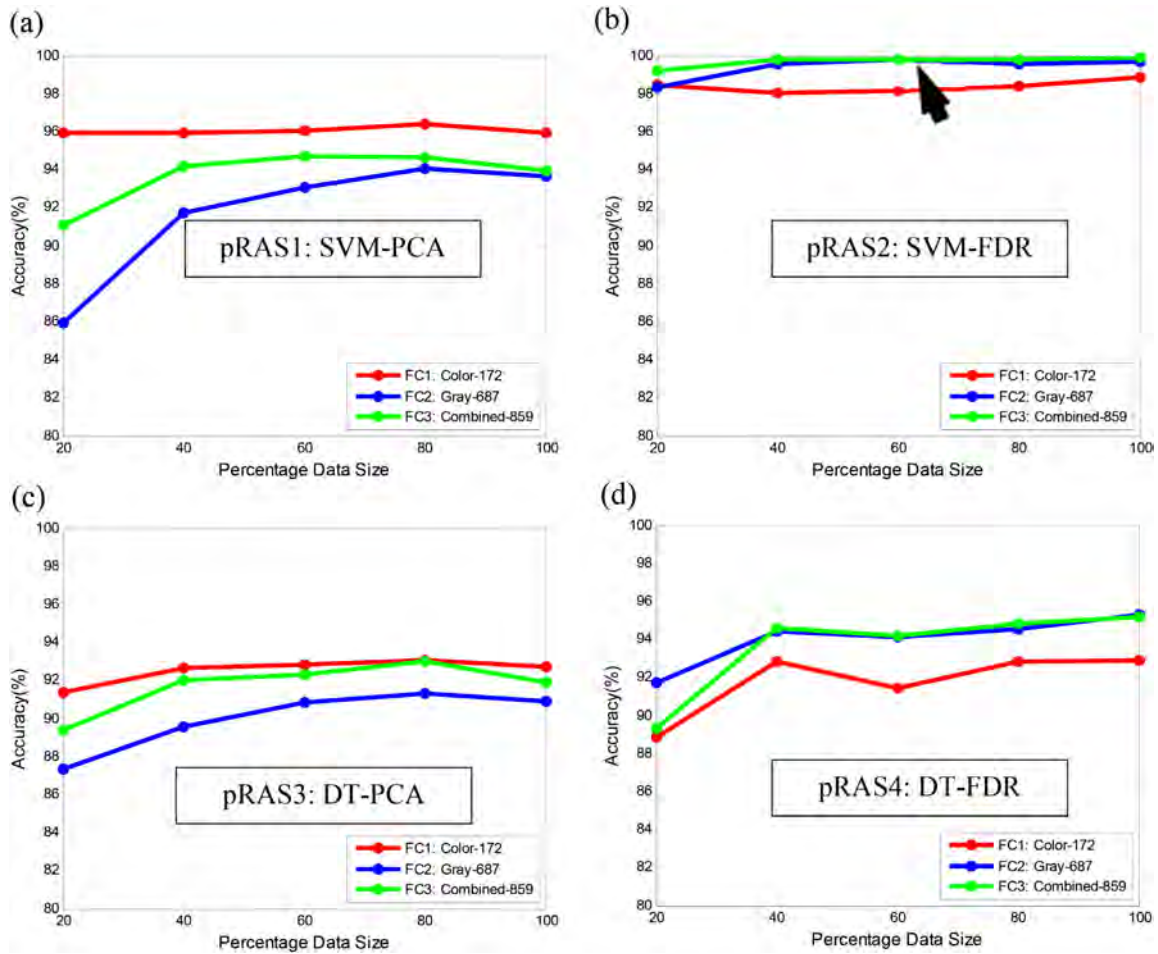 (a)
100
98
96
94
92
90
88
86
84
82
80
Accuracy(%)
pRAS1: SVM-PCA
FC1: Color-172
FC2: Gray-687
FC3: Combined-859
20 40 60 80 100
Percentage Data Size
(b)
100
98
96
94
92
90
88
86
84
82
80
Accuracy(%)
pRAS2: SVM-FDR
FC1: Color-172
FC2: Gray-687
FC3: Combined-859
20 40 60 80 100
Percentage Data Size
(c)
100
98
96
94
92
90
88
86
84
82
80
Accuracy(%)
pRAS3: DT-PCA
FC1: Color-172
FC2: Gray-687
FC3: Combined-859
20 40 60 80 100
Percentage Data Size
(d)
100
98
96
94
92
90
88
86
84
82
80
Accuracy(%)
pRAS4: DT-FDR
FC1: Color-172
FC2: Gray-687
FC3: Combined-859
20 40 60 80 100
Percentage Data Size